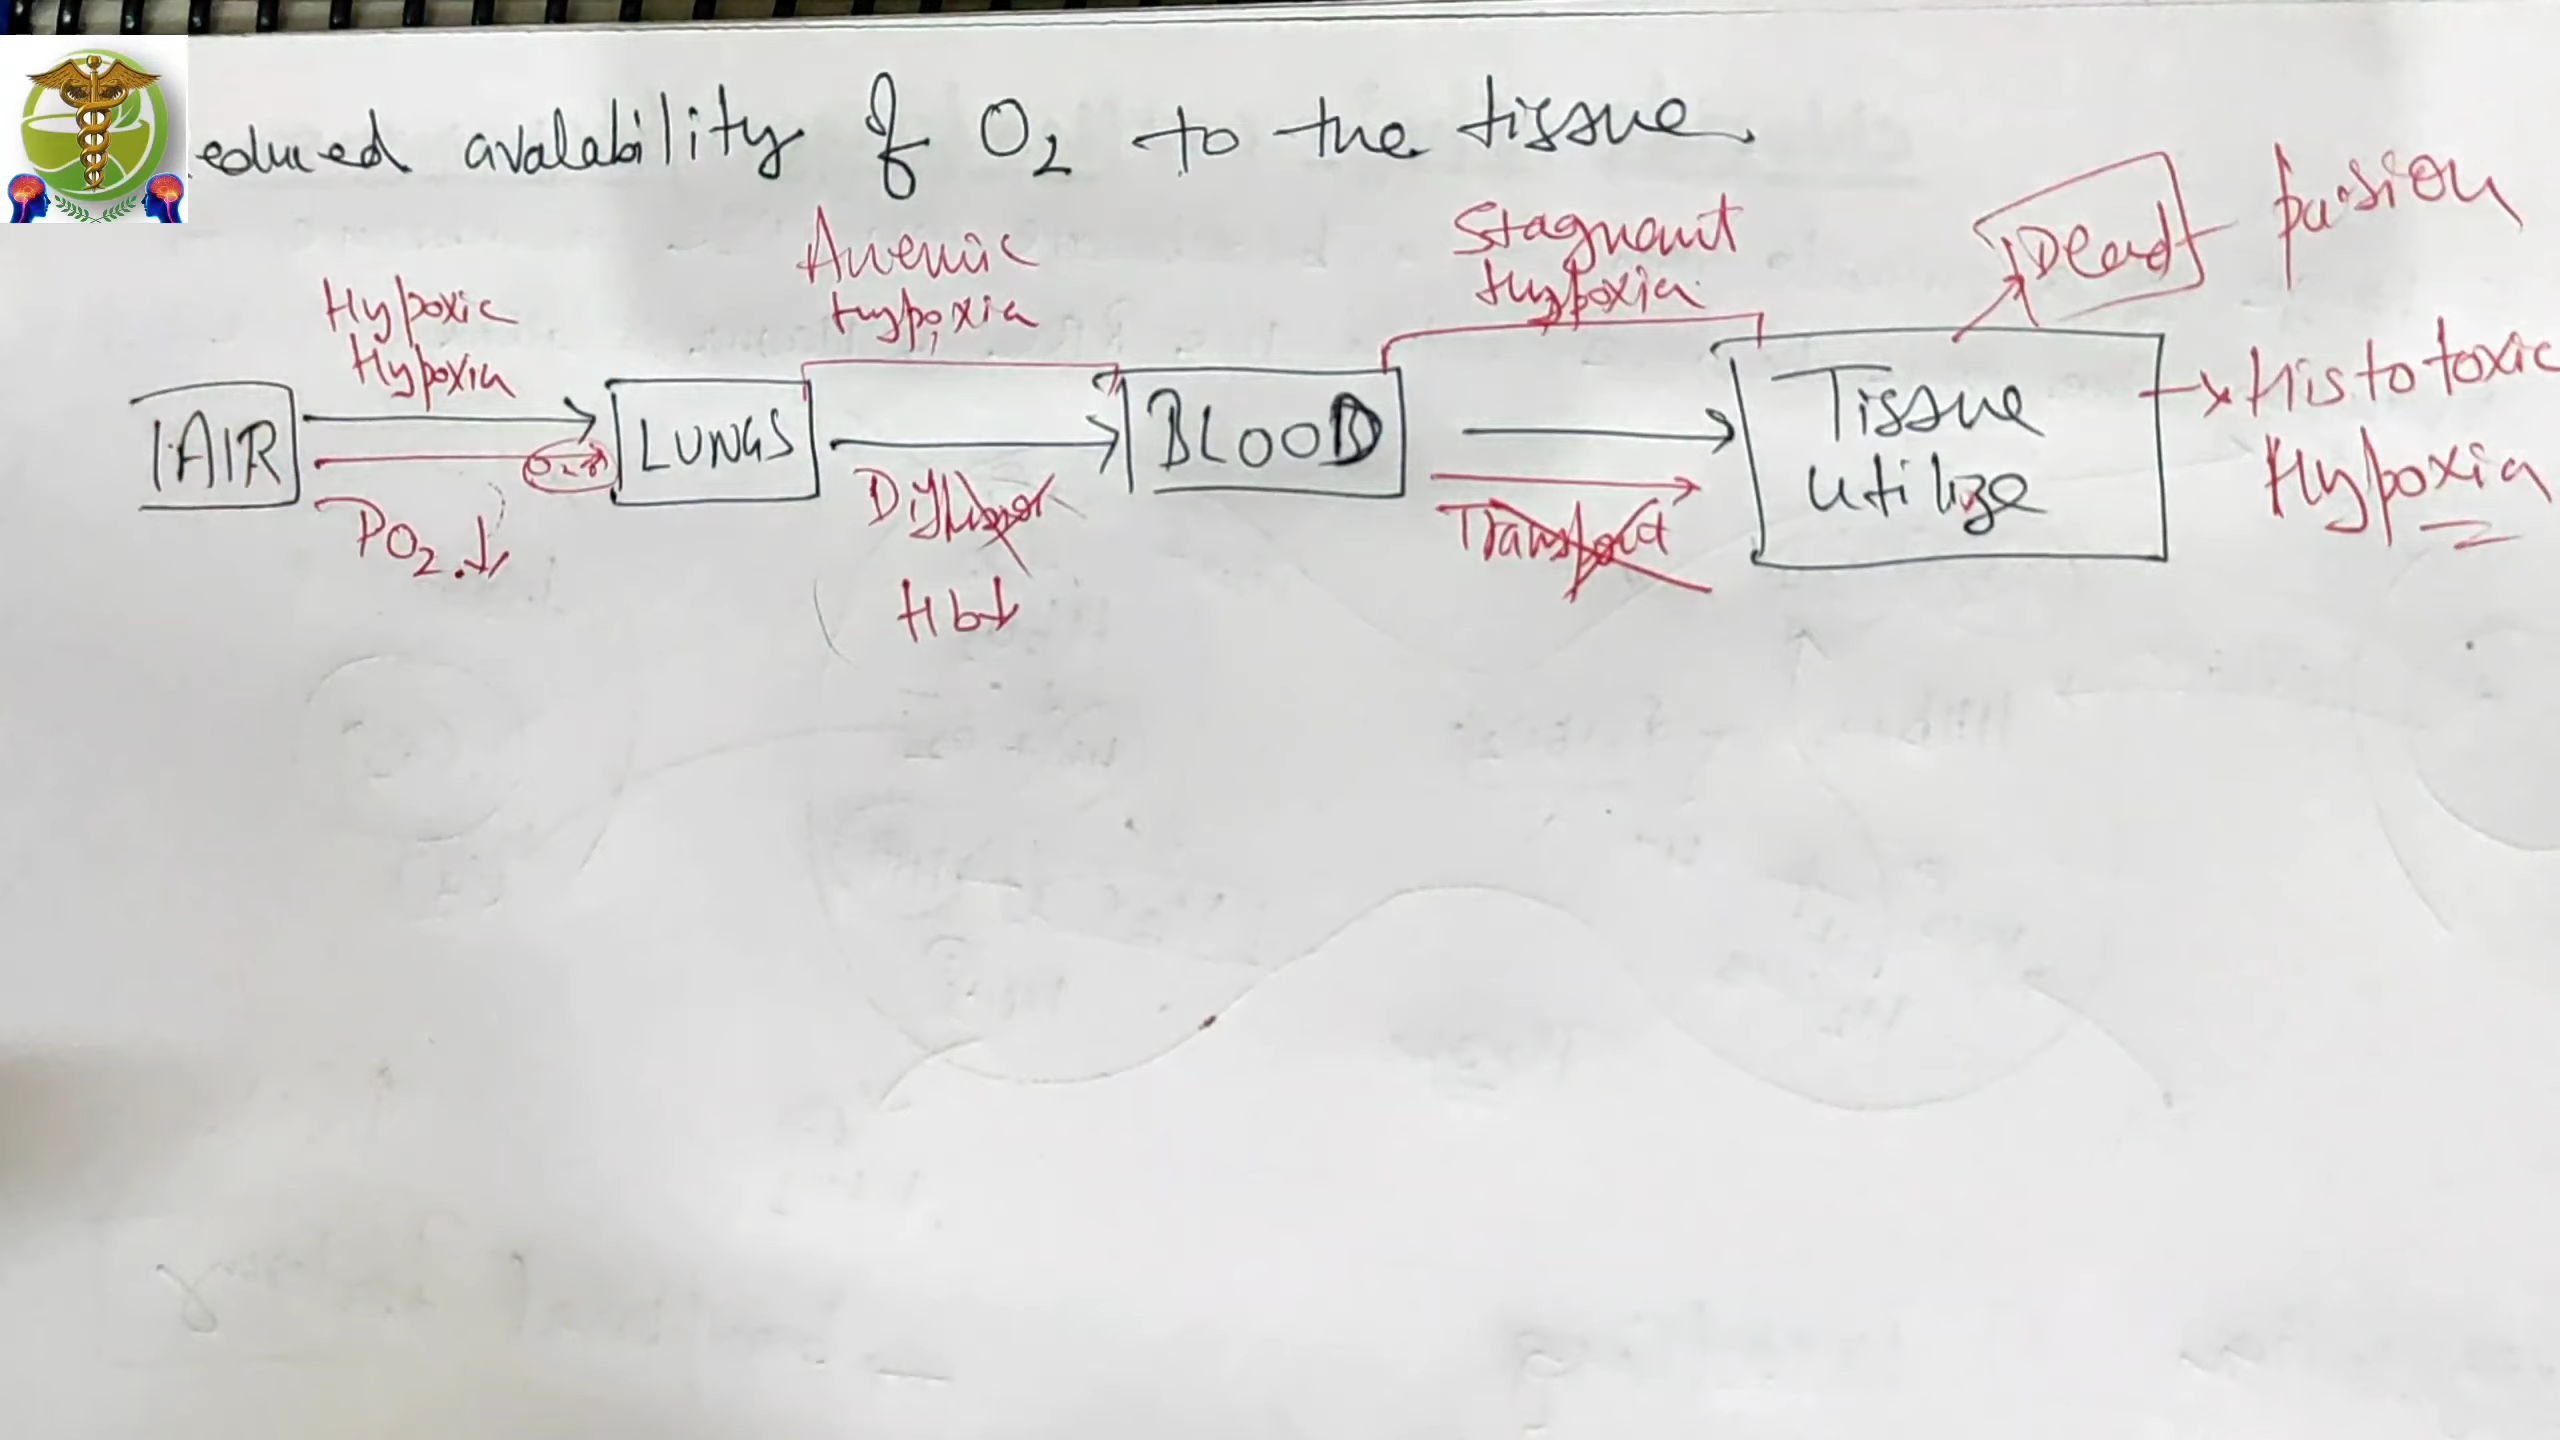 educed avalability of O2 to the tissue
Anemic
Hypoxia
Stagnant
Hypoxia
Dead
Hypoxic
Hypoxia
I.AIR
LUNGS
BLOOD
Tissue
utilize
Histotoxic
Hypoxia
PO2 ↓
Transport
Hb↓